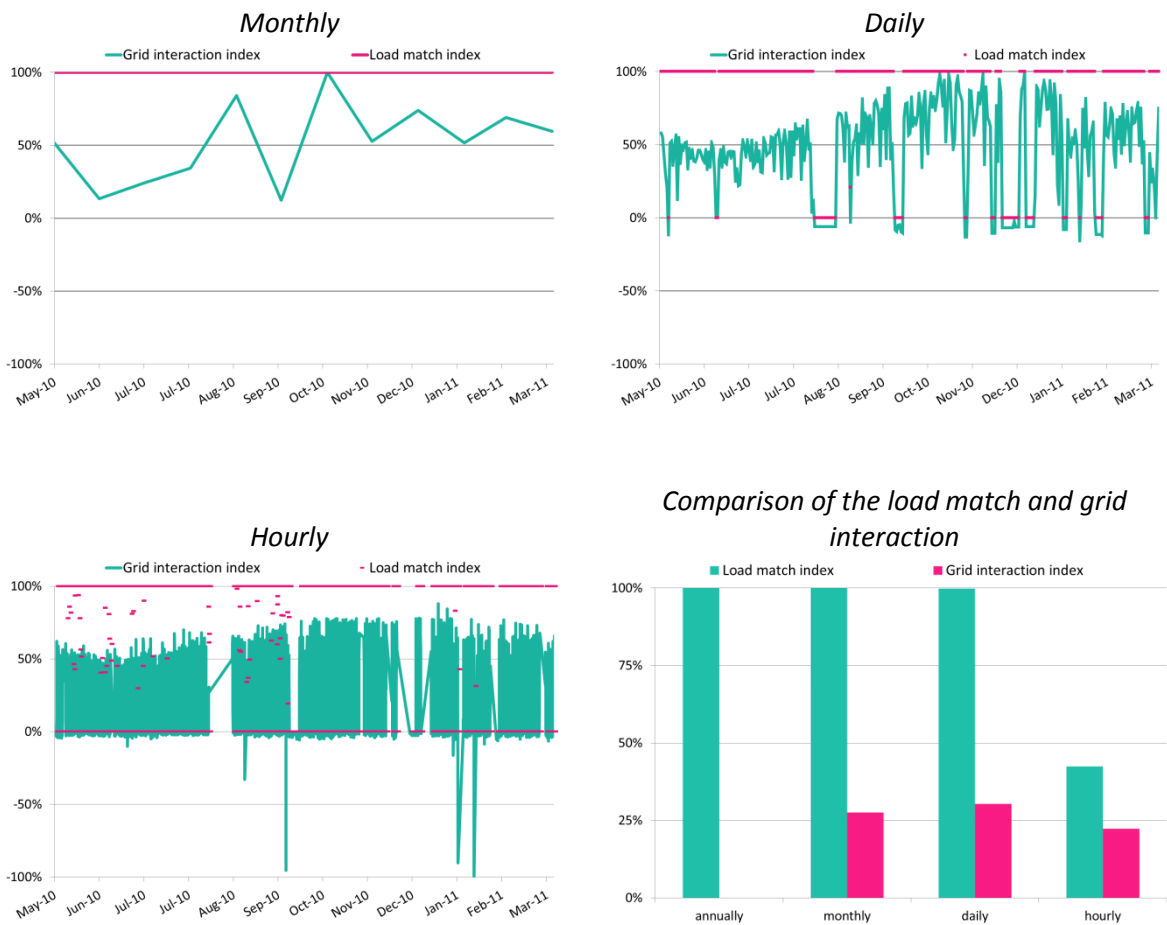 Monthly
Grid interaction index Load match index
100%
50%
0%
-50%
-100%
May-10 Jun-10 Jul-10 Jul-10 Aug-10 Sep-10 Oct-10 Nov-10 Dec-10 Jan-11 Feb-11 Mar-11
Daily
Grid interaction index Load match index
100%
50%
0%
-50%
-100%
May-10 Jun-10 Jul-10 Jul-10 Aug-10 Sep-10 Oct-10 Nov-10 Dec-10 Jan-11 Feb-11 Mar-11
Hourly
Grid interaction index Load match index
100%
50%
0%
-50%
-100%
May-10 Jun-10 Jul-10 Jul-10 Aug-10 Sep-10 Oct-10 Nov-10 Dec-10 Jan-11 Feb-11 Mar-11
Comparison of the load match and grid
interaction
Load match index Grid interaction index
100%
75%
50%
25%
0%
annually monthly daily hourly